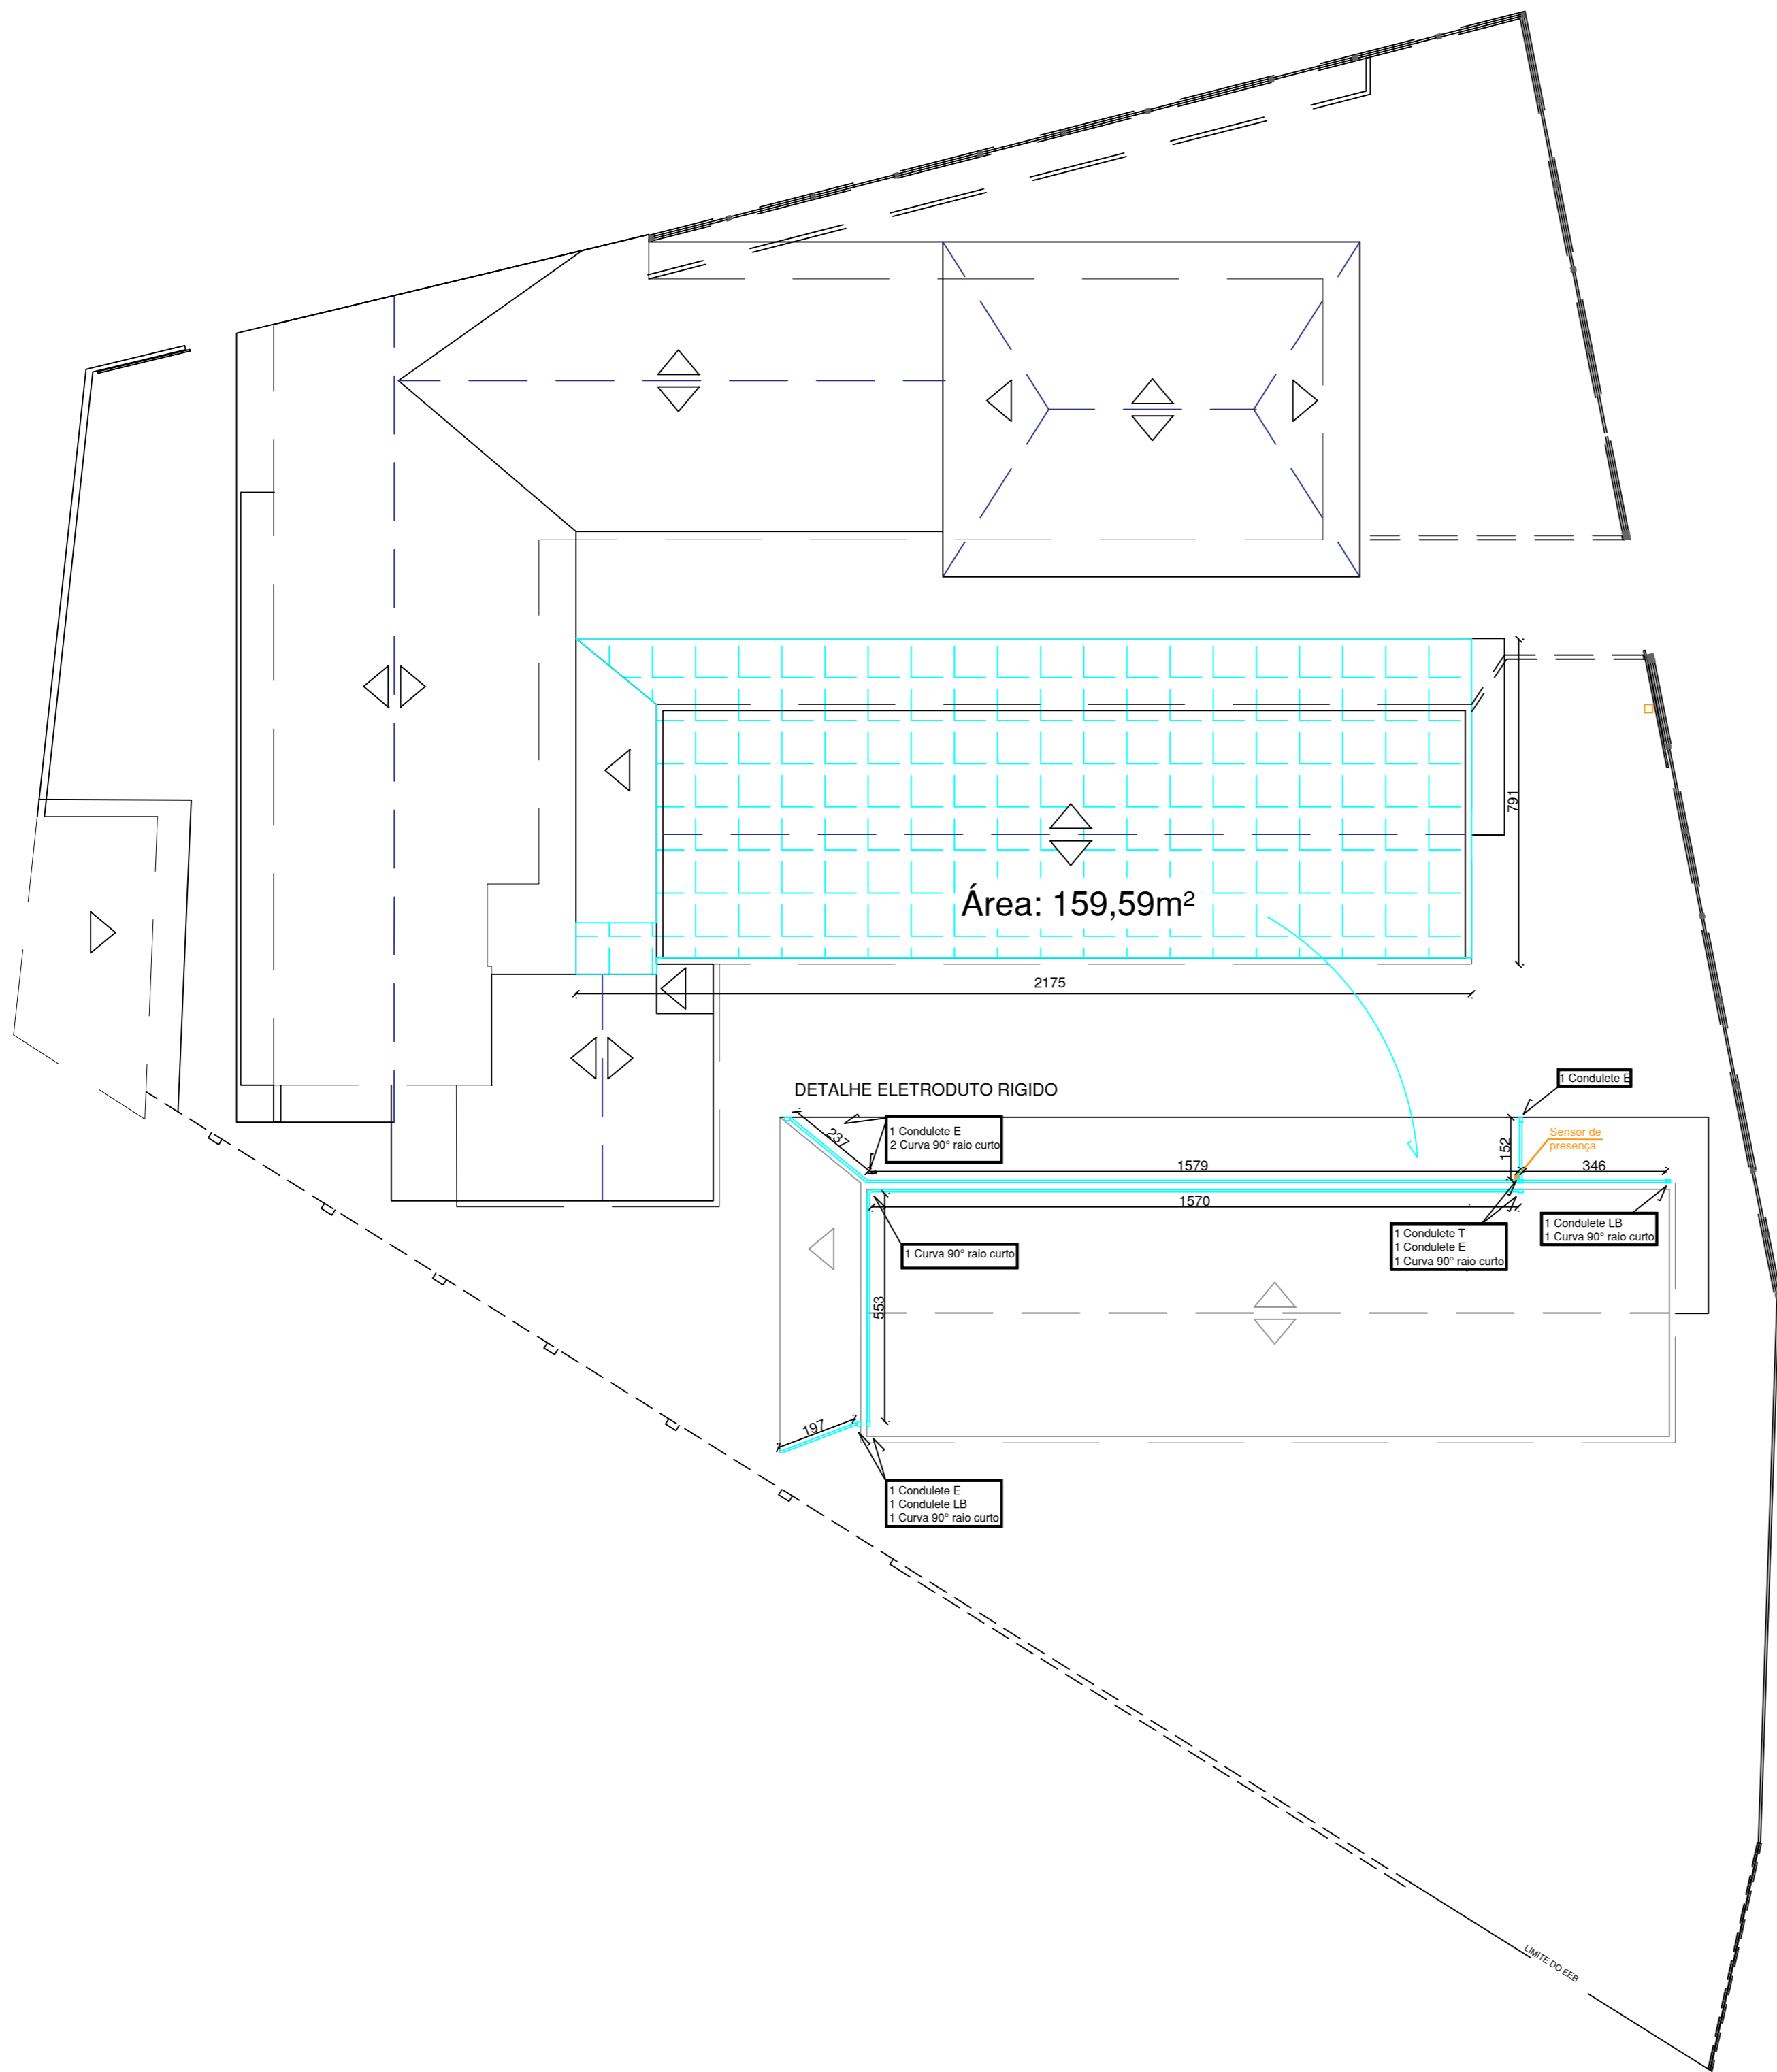 791
Área: 159,59m²
2175
DETALHE ELETRODUTO RIGIDO
1 Condulete E
237
1 Condulete E
2 Curva 90° raio curto
152
Sensor de
presença
1579
346
1570
1 Curva 90° raio curto
1 Condulete T
1 Condulete E
1 Curva 90° raio curto
1 Condulete LB
1 Curva 90° raio curto
553
197
1 Condulete E
1 Condulete LB
1 Curva 90° raio curto
LIMITE DO EEB